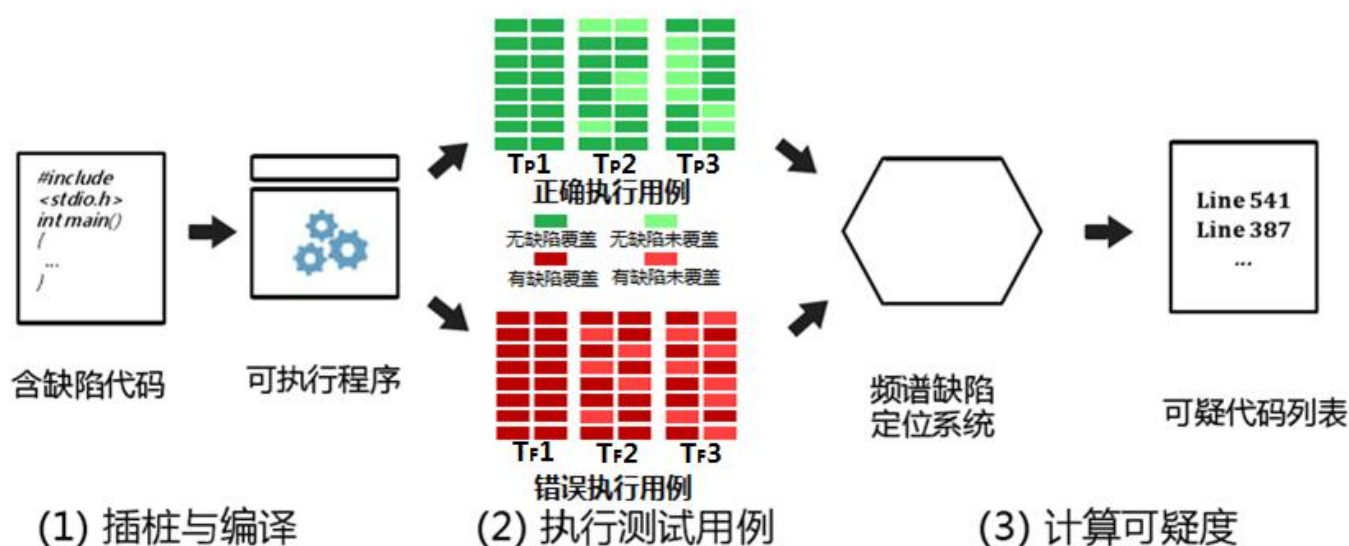 #include
<stdio.h>
int main()
{
...
}
含缺陷代码
可执行程序
TP1 TP2 TP3
正确执行用例
无缺陷覆盖 无缺陷未覆盖
有缺陷覆盖 有缺陷未覆盖
TF1 TF2 TF3
错误执行用例
频谱缺陷
定位系统
Line 541
Line 387
...
可疑代码列表
(1) 插桩与编译 (2) 执行测试用例 (3) 计算可疑度